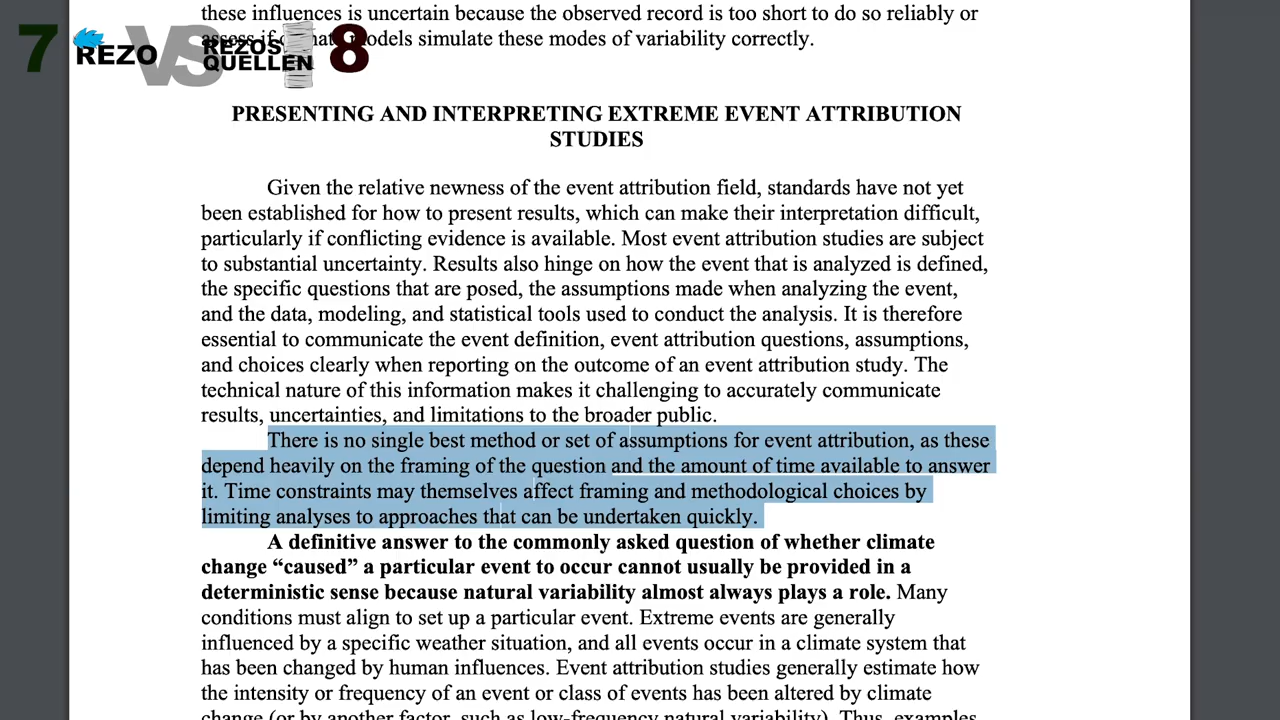 these influences is uncertain because the observed record is too short to do so reliably or
7 REZO VS REZOS QUELLEN 8
models simulate these modes of variability correctly.
PRESENTING AND INTERPRETING EXTREME EVENT ATTRIBUTION
STUDIES
Given the relative newness of the event attribution field, standards have not yet
been established for how to present results, which can make their interpretation difficult,
particularly if conflicting evidence is available. Most event attribution studies are subject
to substantial uncertainty. Results also hinge on how the event that is analyzed is defined,
the specific questions that are posed, the assumptions made when analyzing the event,
and the data, modeling, and statistical tools used to conduct the analysis. It is therefore
essential to communicate the event definition, event attribution questions, assumptions,
and choices clearly when reporting on the outcome of an event attribution study. The
technical nature of this information makes it challenging to accurately communicate
results, uncertainties, and limitations to the broader public.
There is no single best method or set of assumptions for event attribution, as these
depend heavily on the framing of the question and the amount of time available to answer
it. Time constraints may themselves affect framing and methodological choices by
limiting analyses to approaches that can be undertaken quickly.
A definitive answer to the commonly asked question of whether climate
change “caused” a particular event to occur cannot usually be provided in a
deterministic sense because natural variability almost always plays a role. Many
conditions must align to set up a particular event. Extreme events are generally
influenced by a specific weather situation, and all events occur in a climate system that
has been changed by human influences. Event attribution studies generally estimate how
the intensity or frequency of an event or class of events has been altered by climate
change (or by another factor, such as low-frequency natural variability). Thus, examples